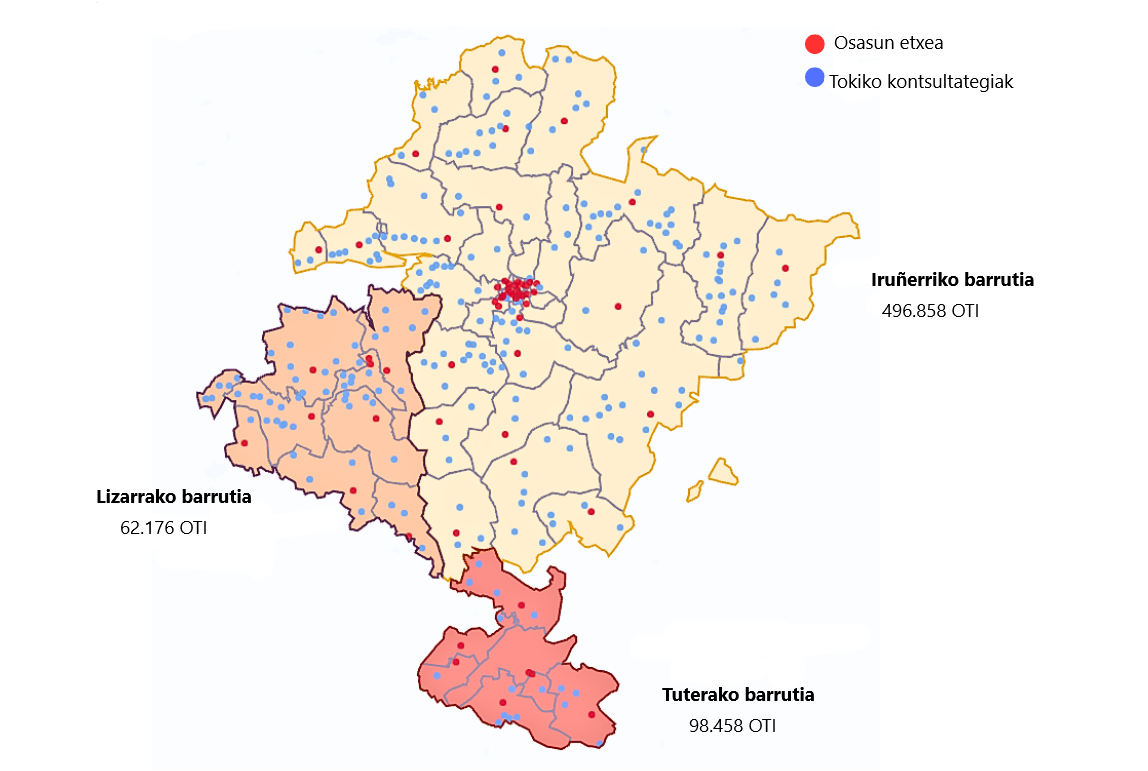 Osasun etxea
Tokiko kontsultategiak
Iruñerriko barrutia
496.858 OTI
Lizarrako barrutia
62.176 OTI
Tuterako barrutia
98.458 OTI